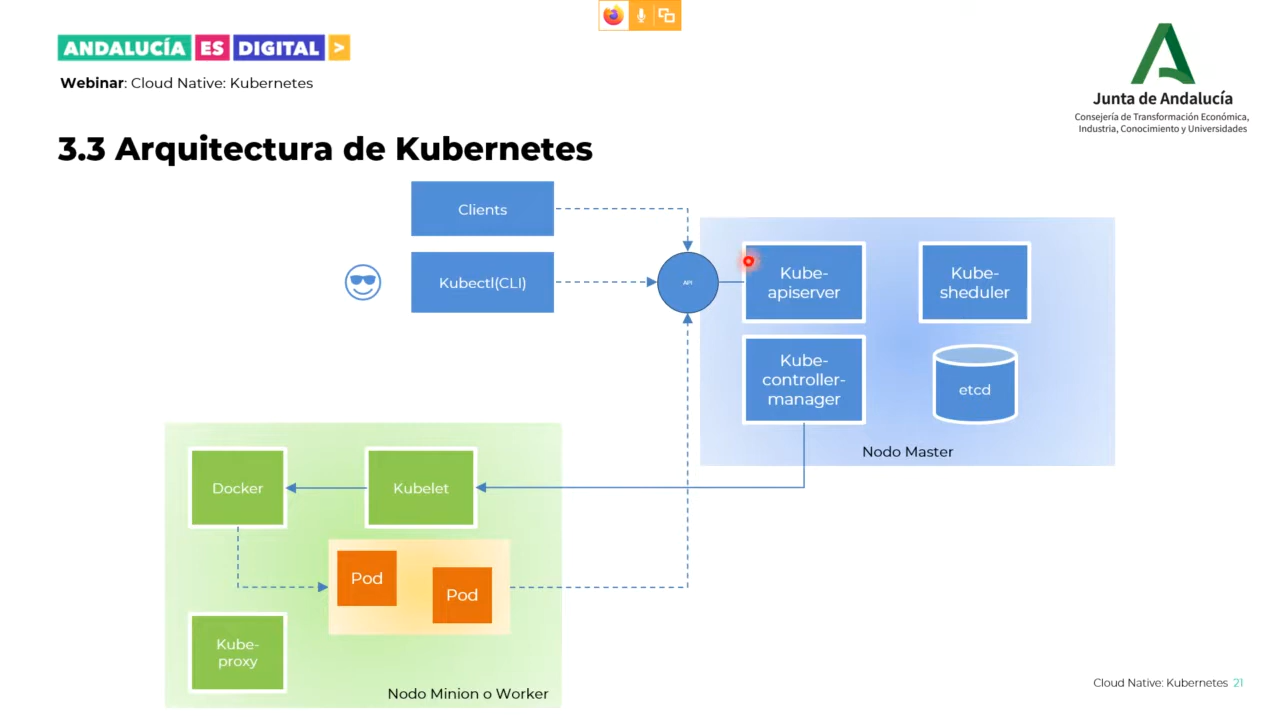 ANDALUCÍA ES DIGITAL >
Webinar: Cloud Native: Kubernetes
Junta de Andalucía
Consejería de Transformación Económica,
Industria, Conocimiento y Universidades
3.3 Arquitectura de Kubernetes
Clients
Kubectl(CLI)
API
Kube-
apiserver
Kube-
sheduler
Kube-
controller-
manager
etcd
Nodo Master
Docker
Kubelet
Pod
Pod
Kube-
proxy
Nodo Minion o Worker
Cloud Native: Kubernetes 21